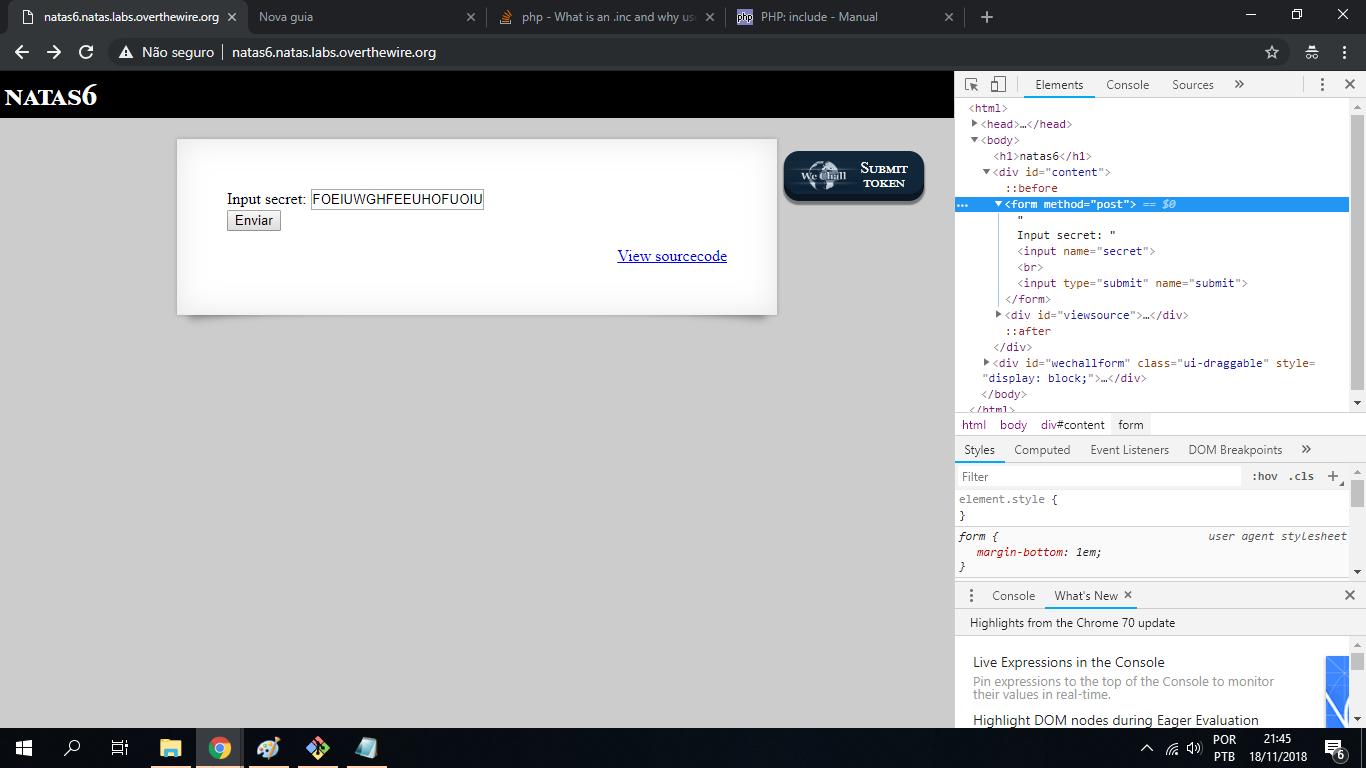 natas6.natas.labs.overthewire.org
Nova guia
php - What is an .inc and why us
PHP: include - Manual
Não seguro
natas6.natas.labs.overthewire.org
NATAS6
Input secret: FOEIUWGHFEEUHOFUOIU
Enviar
View sourcecode
We Chall
SUBMIT TOKEN
Elements
Console
Sources
<html>
<head>…</head>
<body>
<h1>natas6</h1>
<div id="content">
::before
<form method="post"> == $0
"
Input secret: "
<input name="secret">
<br>
<input type="submit" name="submit">
</form>
<div id="viewsource">…</div>
::after
</div>
<div id="wechallform" class="ui-draggable" style=
"display: block;">…</div>
</body>
</html>
html body div#content form
Styles Computed Event Listeners DOM Breakpoints
Filter :hov .cls
element.style {
}
form { user agent stylesheet
margin-bottom: 1em;
}
Console What's New
Highlights from the Chrome 70 update
Live Expressions in the Console
Pin expressions to the top of the Console to monitor
their values in real-time.
Highlight DOM nodes during Eager Evaluation
POR
PTB
21:45
18/11/2018
6